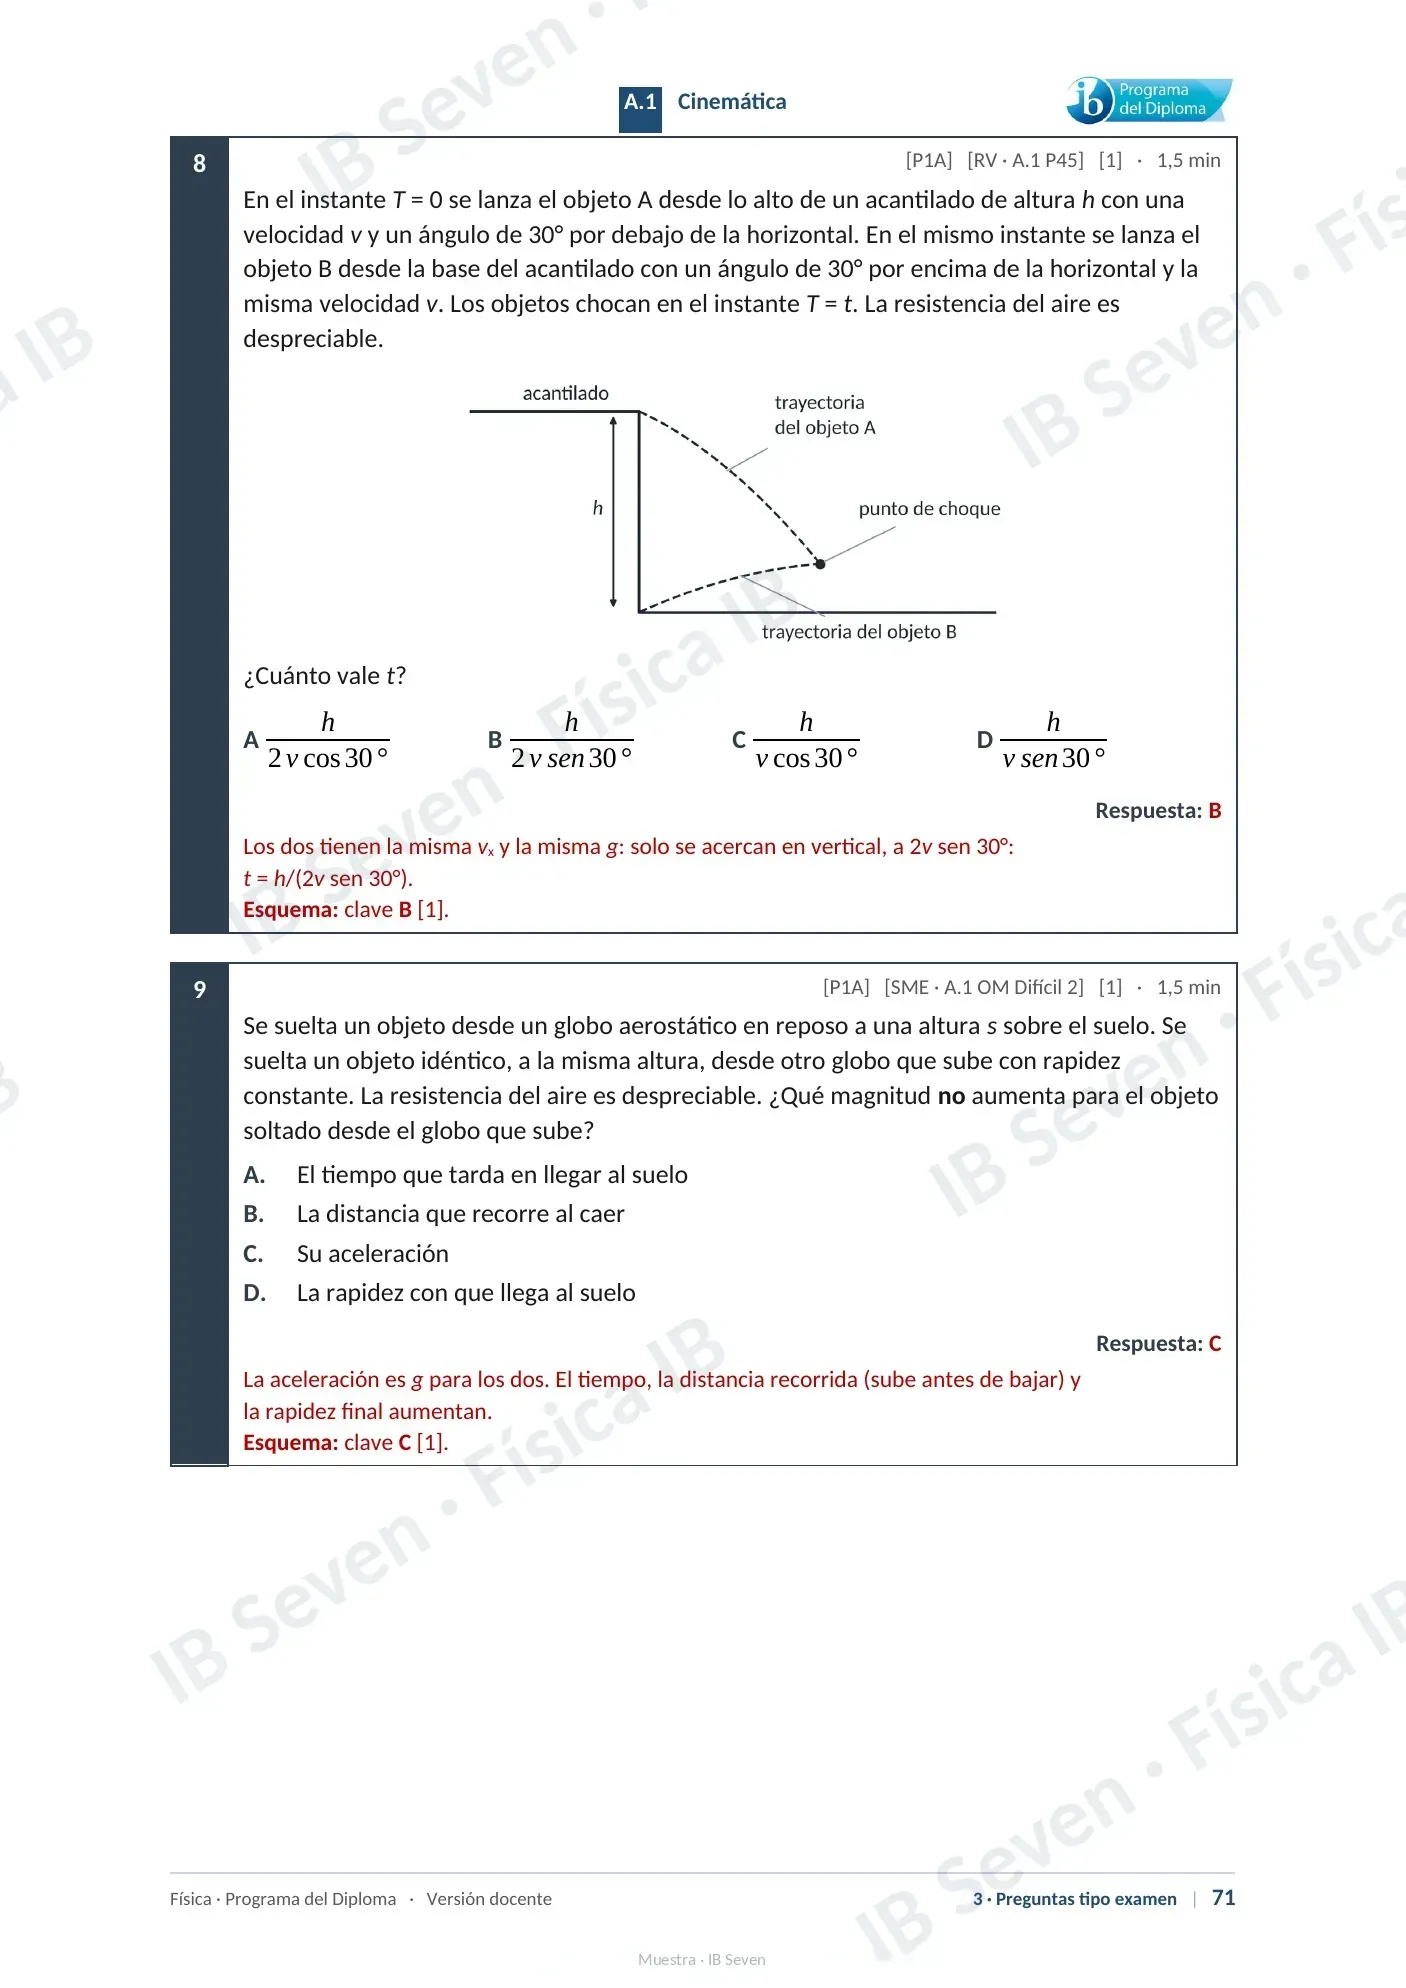 A.1 Cinemática
ib Programa
del Diploma
8
[P1A] [RV · A.1 P45] [1] · 1,5 min
En el instante T = 0 se lanza el objeto A desde lo alto de un acantilado de altura h con una
velocidad v y un ángulo de 30° por debajo de la horizontal. En el mismo instante se lanza el
objeto B desde la base del acantilado con un ángulo de 30° por encima de la horizontal y la
misma velocidad v. Los objetos chocan en el instante T = t. La resistencia del aire es
despreciable.
acantilado
trayectoria
del objeto A
h
punto de choque
trayectoria del objeto B
¿Cuánto vale t?
A h / 2 v cos 30 ° B h / 2 v sen 30 ° C h / v cos 30 ° D h / v sen 30 °
Respuesta: B
Los dos tienen la misma vₓ y la misma g: solo se acercan en vertical, a 2v sen 30°:
t = h/(2v sen 30°).
Esquema: clave B [1].
9
[P1A] [SME · A.1 OM Difícil 2] [1] · 1,5 min
Se suelta un objeto desde un globo aerostático en reposo a una altura s sobre el suelo. Se
suelta un objeto idéntico, a la misma altura, desde otro globo que sube con rapidez
constante. La resistencia del aire es despreciable. ¿Qué magnitud no aumenta para el objeto
soltado desde el globo que sube?
A. El tiempo que tarda en llegar al suelo
B. La distancia que recorre al caer
C. Su aceleración
D. La rapidez con que llega al suelo
Respuesta: C
La aceleración es g para los dos. El tiempo, la distancia recorrida (sube antes de bajar) y
la rapidez final aumentan.
Esquema: clave C [1].
IB Seven · Física IB
Física · Programa del Diploma · Versión docente
3 · Preguntas tipo examen | 71
Muestra · IB Seven